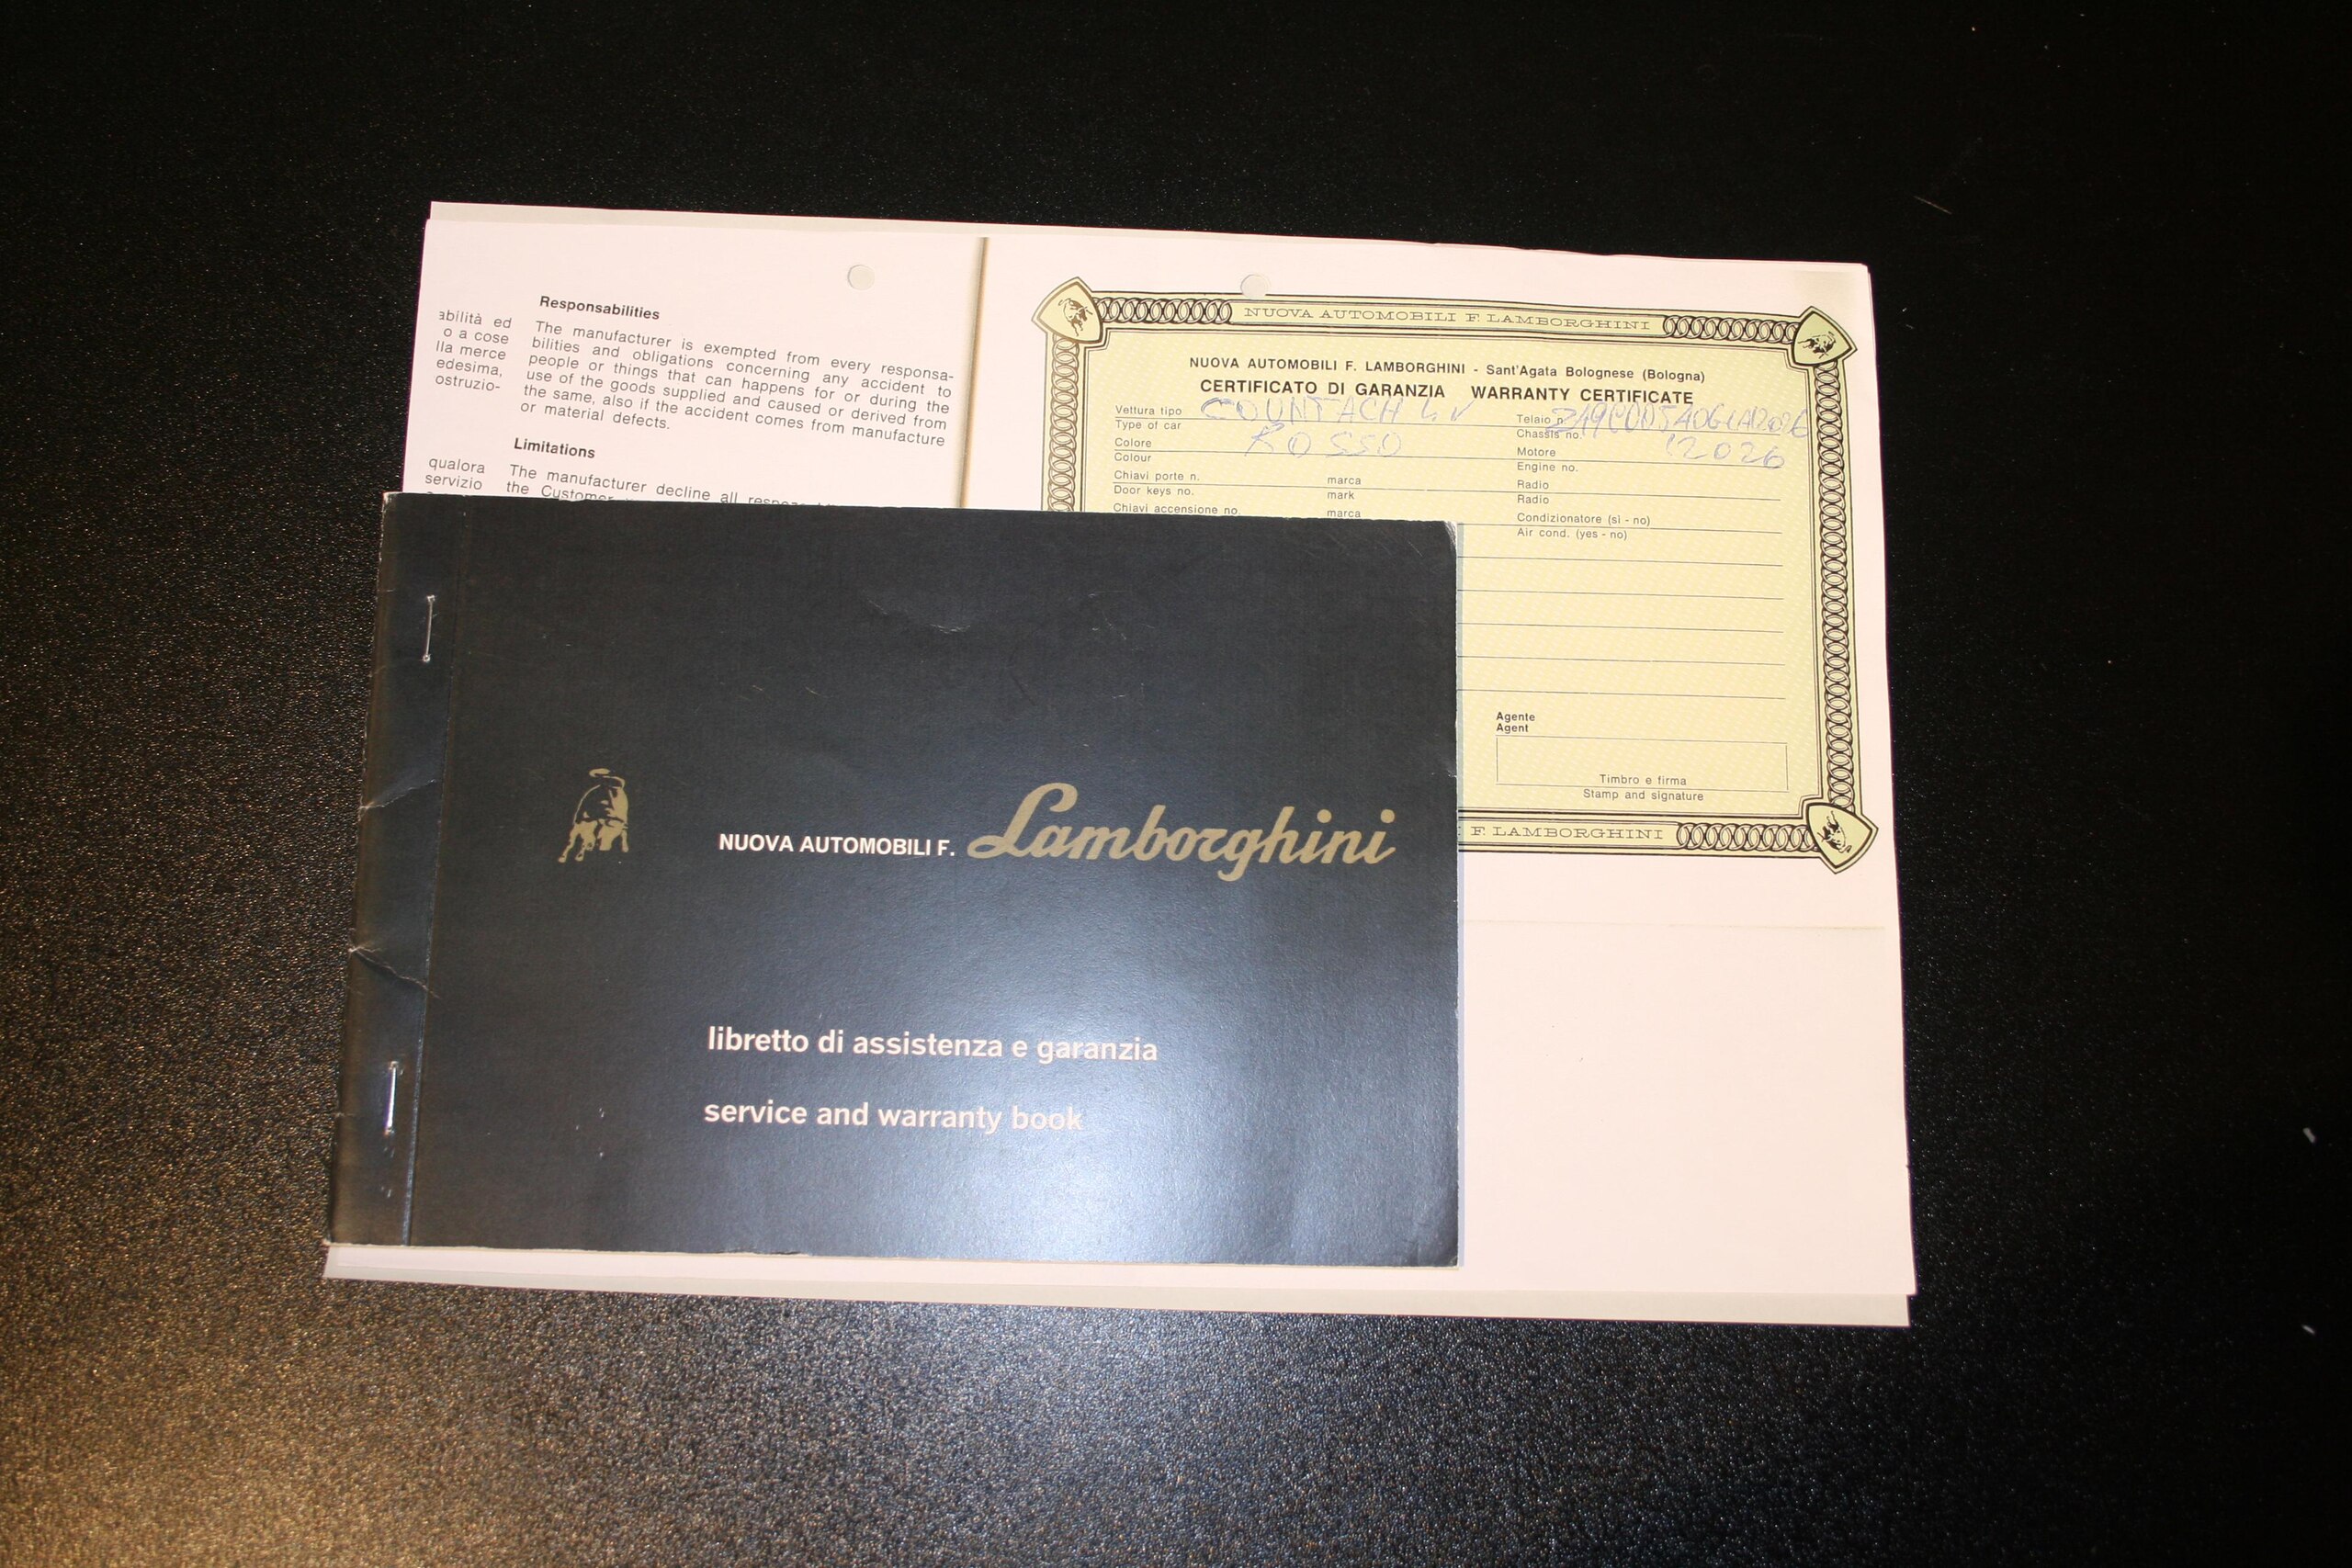 Responsabilities
abilità ed
o a cose
lla merce
edesima,
ostruzio-
The manufacturer is exempted from every responsa-
bilities and obligations concerning any accident to
people or things that can happens for or during the
use of the goods supplied and caused or derived from
the same, also if the accident comes from manufacture
or material defects.
Limitations
qualora
servizio
The manufacturer decline all
the Customer
NUOVA AUTOMOBILI F. LAMBORGHINI
NUOVA AUTOMOBILI F. LAMBORGHINI - Sant'Agata Bolognese (Bologna)
CERTIFICATO DI GARANZIA WARRANTY CERTIFICATE
Vettura tipo COUNTACH
Type of car
Colore ROSSO
Colour
Chiavi porte n. marca
Door keys no. mark
Chiavi accensione no. marca
Telaio n.
Chassis no.
Motore 12026
Engine no.
Radio
Radio
Condizionatore (sì - no)
Air cond. (yes - no)
Agente
Agent
Timbro e firma
Stamp and signature
F. LAMBORGHINI
NUOVA AUTOMOBILI F. Lamborghini
libretto di assistenza e garanzia
service and warranty book